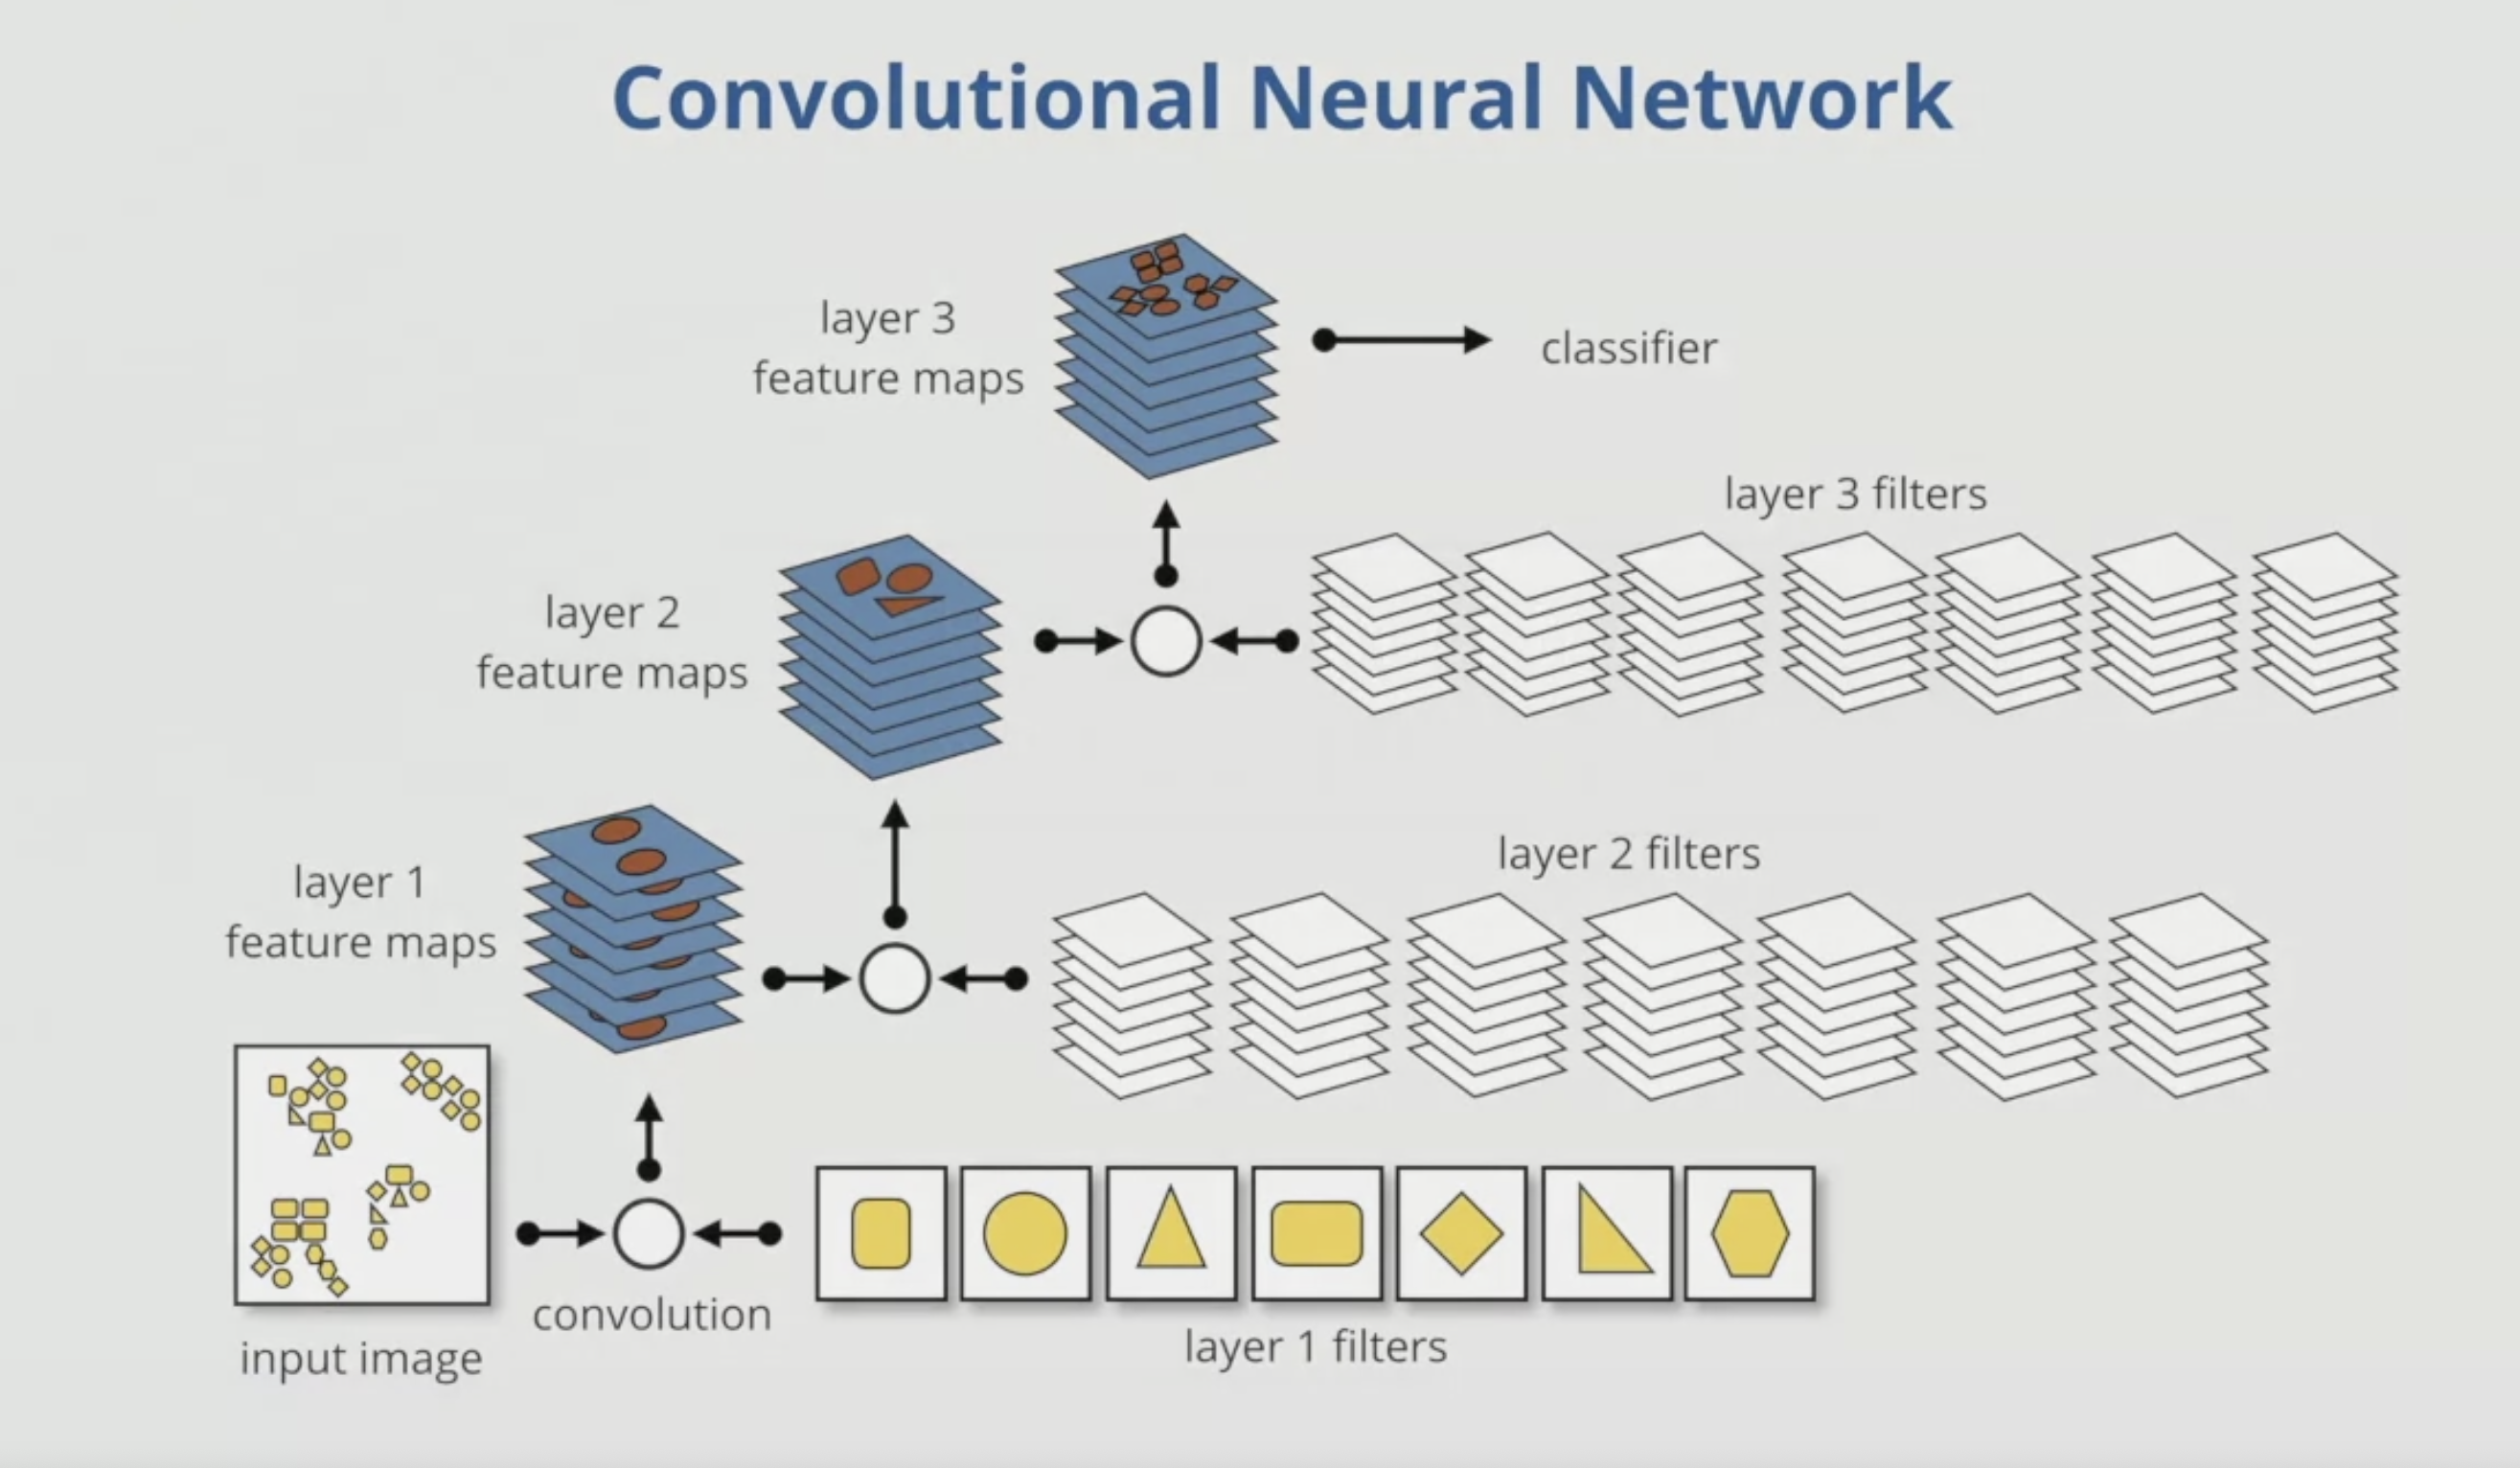 Convolutional Neural Network
layer 3
feature maps
classifier
layer 3 filters
layer 2
feature maps
layer 2 filters
layer 1
feature maps
convolution
input image
layer 1 filters